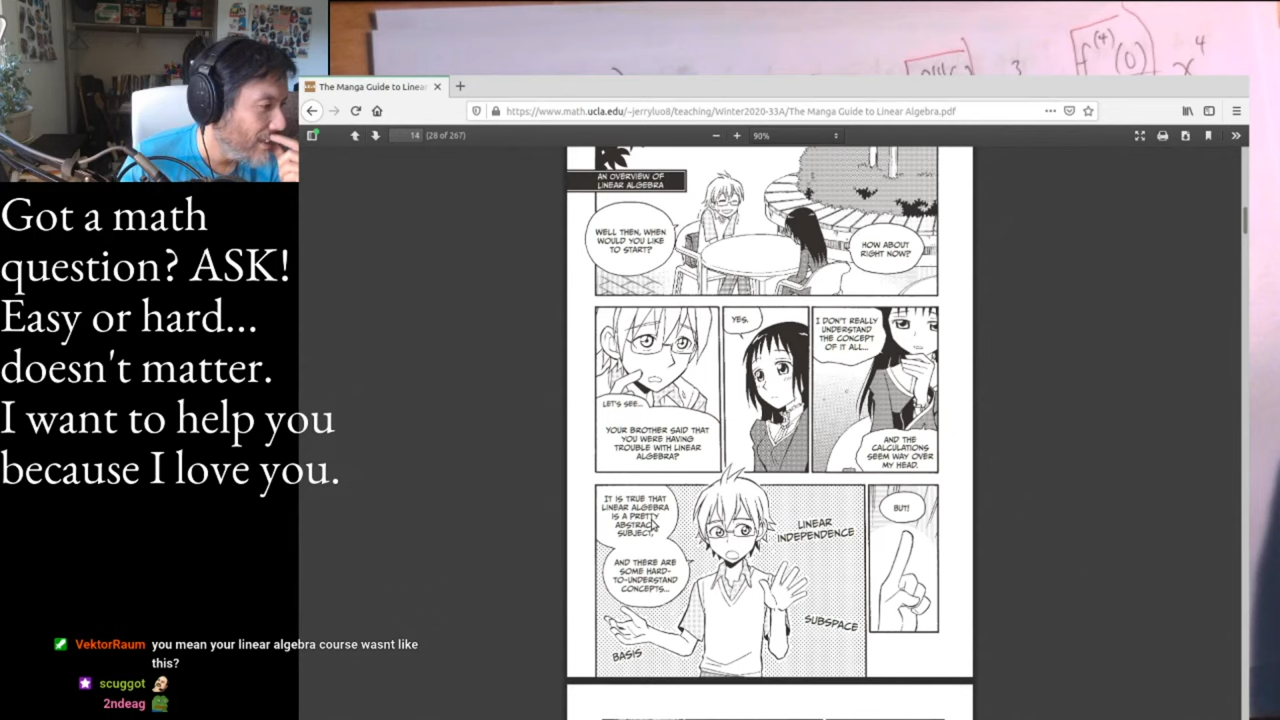 f⁽⁴⁾(0) x⁴
3
The Manga Guide to Linear
https://www.math.ucla.edu/~jerryluo8/teaching/Winter2020-33A/The Manga Guide to Linear Algebra.pdf
14 (28 of 267)
90%
AN OVERVIEW OF
LINEAR ALGEBRA
WELL THEN, WHEN
WOULD YOU LIKE
TO START?
HOW ABOUT
RIGHT NOW?
LET'S SEE...
YOUR BROTHER SAID THAT
YOU WERE HAVING
TROUBLE WITH LINEAR
ALGEBRA?
YES.
I DON'T REALLY
UNDERSTAND
THE CONCEPT
OF IT ALL...
AND THE
CALCULATIONS
SEEM WAY OVER
MY HEAD.
IT IS TRUE THAT
LINEAR ALGEBRA
IS A PRETTY
ABSTRACT
SUBJECT,
AND THERE ARE
SOME HARD-
TO-UNDERSTAND
CONCEPTS...
LINEAR
INDEPENDENCE
SUBSPACE
BASIS
BUT!
Got a math
question? ASK!
Easy or hard...
doesn't matter.
I want to help you
because I love you.
VektorRaum you mean your linear algebra course wasnt like
this?
scuggot
2ndeag